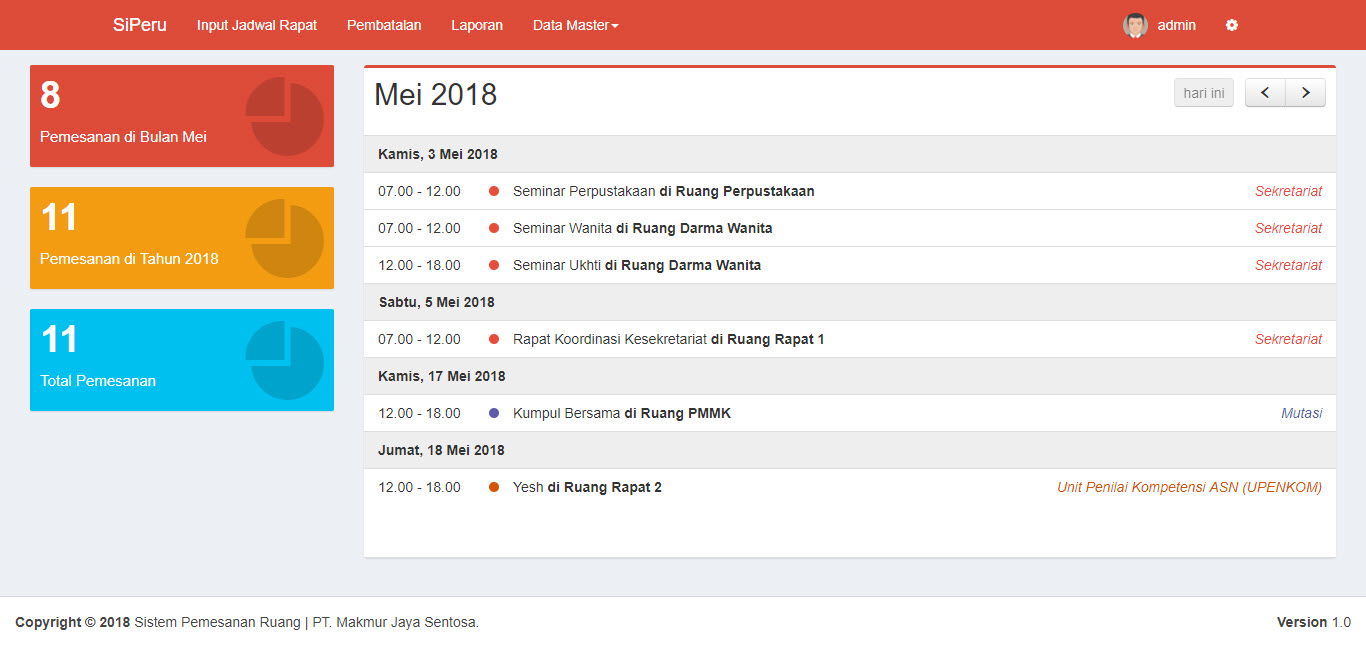 SiPeru Input Jadwal Rapat Pembatalan Laporan Data Master admin
8
Pemesanan di Bulan Mei
11
Pemesanan di Tahun 2018
11
Total Pemesanan
Mei 2018 hari ini
Kamis, 3 Mei 2018
07.00 - 12.00 Seminar Perpustakaan di Ruang Perpustakaan Sekretariat
07.00 - 12.00 Seminar Wanita di Ruang Darma Wanita Sekretariat
12.00 - 18.00 Seminar Ukhti di Ruang Darma Wanita Sekretariat
Sabtu, 5 Mei 2018
07.00 - 12.00 Rapat Koordinasi Kesekretariat di Ruang Rapat 1 Sekretariat
Kamis, 17 Mei 2018
12.00 - 18.00 Kumpul Bersama di Ruang PMMK Mutasi
Jumat, 18 Mei 2018
12.00 - 18.00 Yesh di Ruang Rapat 2 Unit Penilai Kompetensi ASN (UPENKOM)
Copyright © 2018 Sistem Pemesanan Ruang | PT. Makmur Jaya Sentosa. Version 1.0